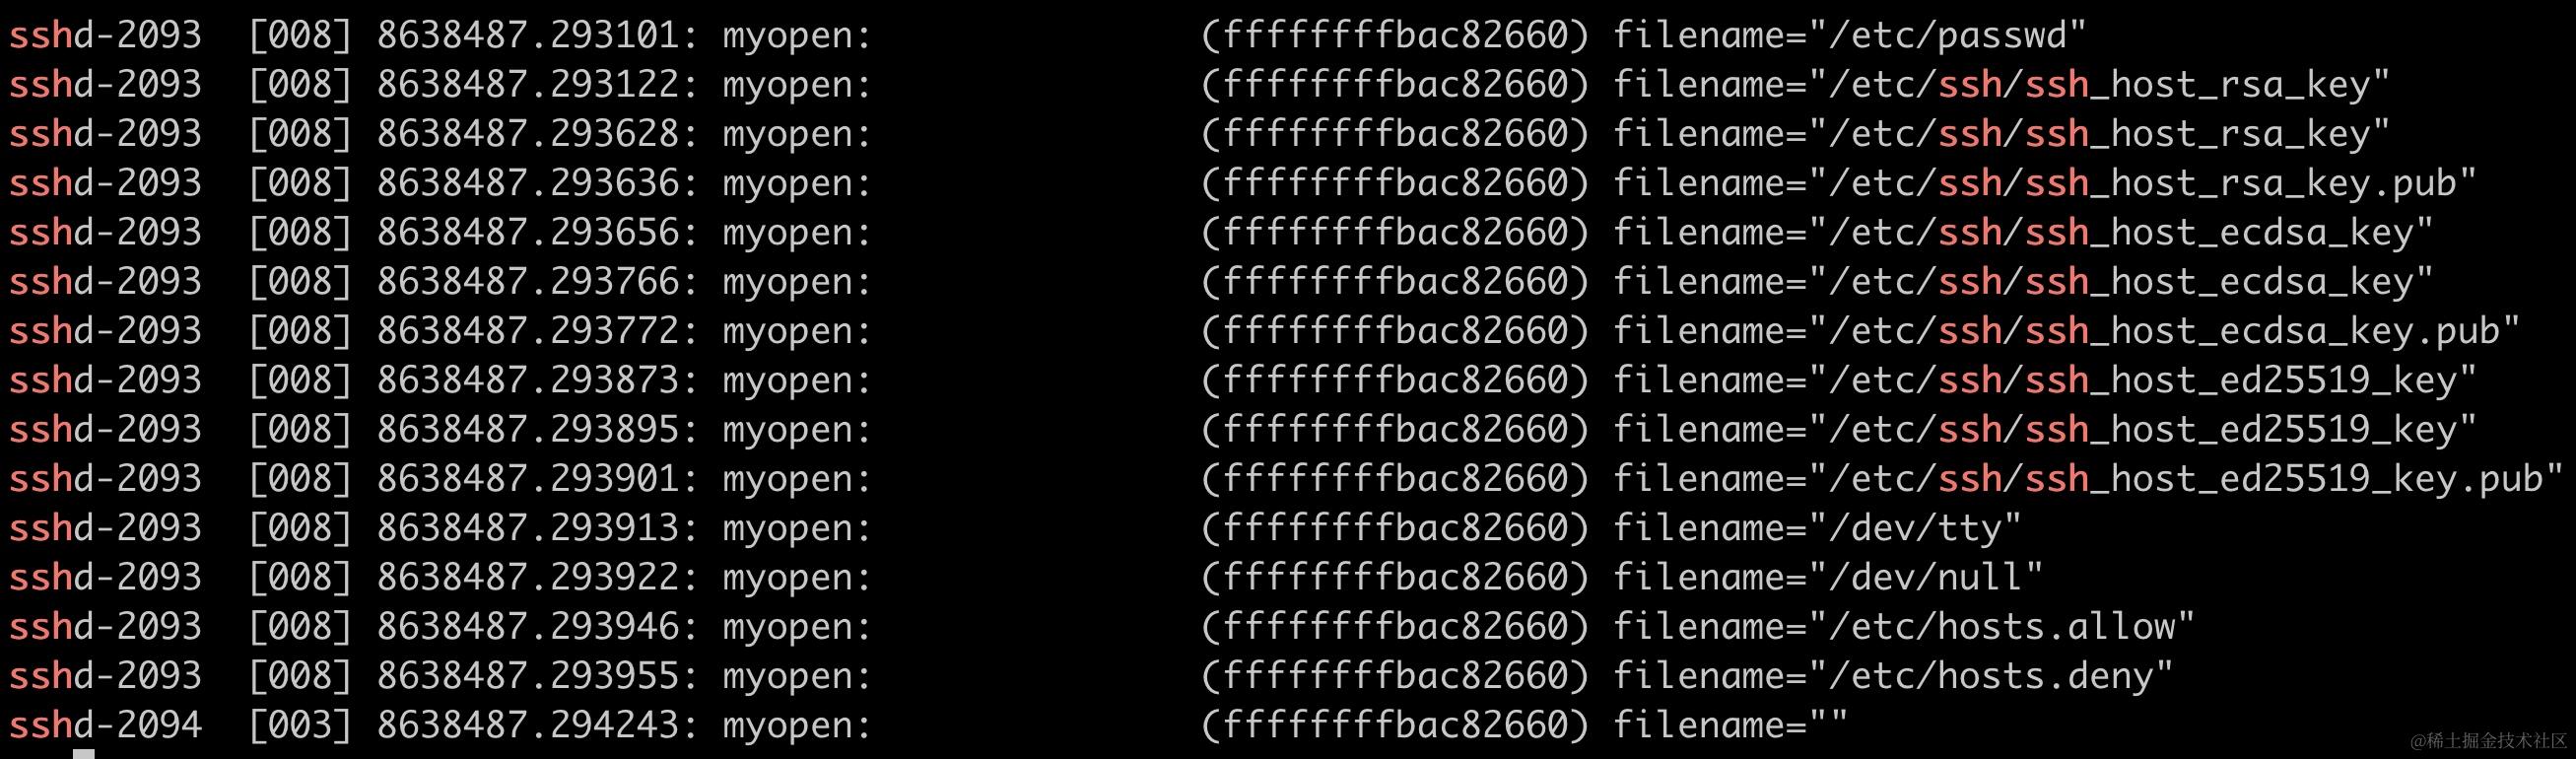 sshd-2093  [008] 8638487.293101: myopen:               (ffffffffbac82660) filename="/etc/passwd"
sshd-2093  [008] 8638487.293122: myopen:               (ffffffffbac82660) filename="/etc/ssh/ssh_host_rsa_key"
sshd-2093  [008] 8638487.293628: myopen:               (ffffffffbac82660) filename="/etc/ssh/ssh_host_rsa_key"
sshd-2093  [008] 8638487.293636: myopen:               (ffffffffbac82660) filename="/etc/ssh/ssh_host_rsa_key.pub"
sshd-2093  [008] 8638487.293656: myopen:               (ffffffffbac82660) filename="/etc/ssh/ssh_host_ecdsa_key"
sshd-2093  [008] 8638487.293766: myopen:               (ffffffffbac82660) filename="/etc/ssh/ssh_host_ecdsa_key"
sshd-2093  [008] 8638487.293772: myopen:               (ffffffffbac82660) filename="/etc/ssh/ssh_host_ecdsa_key.pub"
sshd-2093  [008] 8638487.293873: myopen:               (ffffffffbac82660) filename="/etc/ssh/ssh_host_ed25519_key"
sshd-2093  [008] 8638487.293895: myopen:               (ffffffffbac82660) filename="/etc/ssh/ssh_host_ed25519_key"
sshd-2093  [008] 8638487.293901: myopen:               (ffffffffbac82660) filename="/etc/ssh/ssh_host_ed25519_key.pub"
sshd-2093  [008] 8638487.293913: myopen:               (ffffffffbac82660) filename="/dev/tty"
sshd-2093  [008] 8638487.293922: myopen:               (ffffffffbac82660) filename="/dev/null"
sshd-2093  [008] 8638487.293946: myopen:               (ffffffffbac82660) filename="/etc/hosts.allow"
sshd-2093  [008] 8638487.293955: myopen:               (ffffffffbac82660) filename="/etc/hosts.deny"
sshd-2094  [003] 8638487.294243: myopen:               (ffffffffbac82660) filename=""
@稀土掘金技术社区